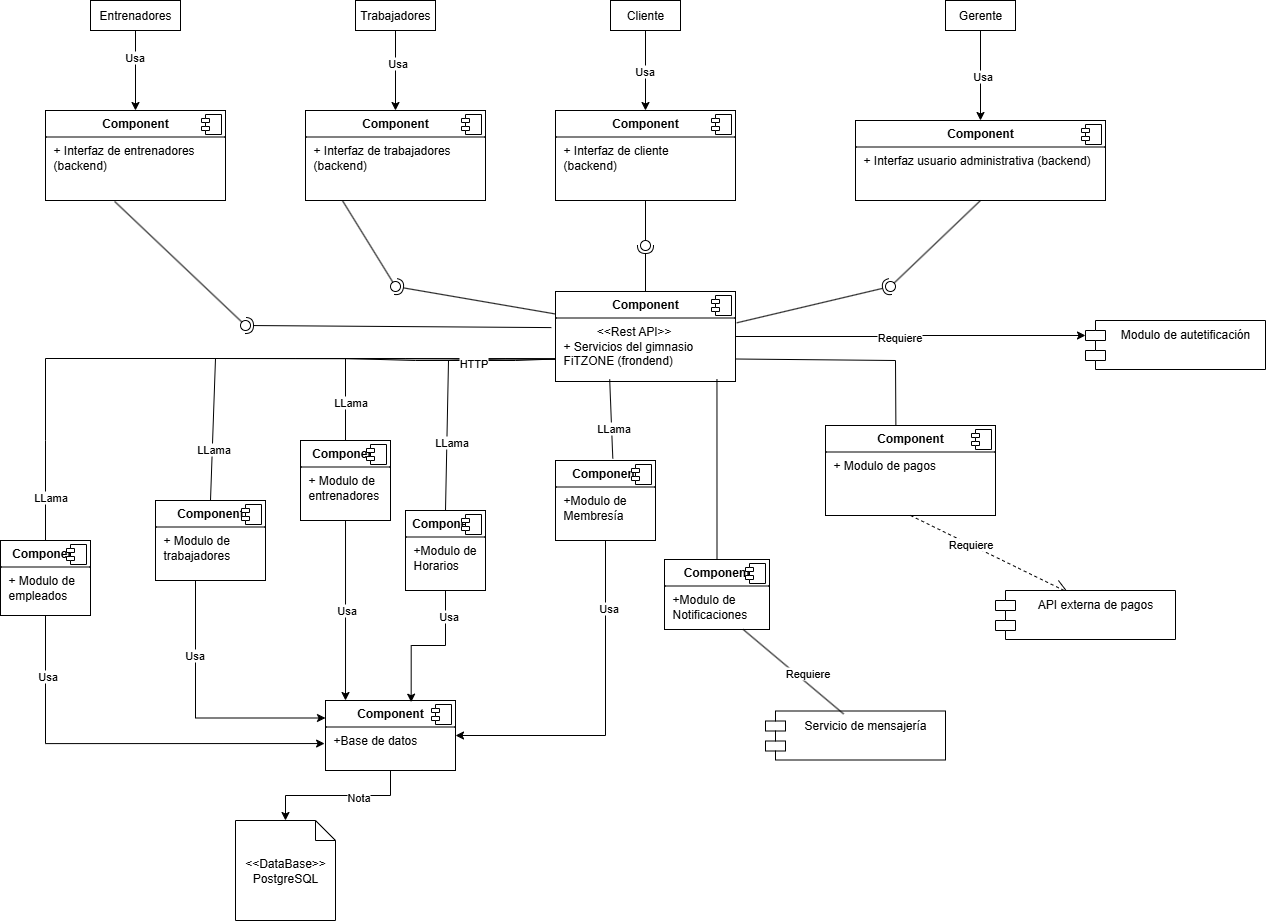 Entrenadores
Trabajadores
Cliente
Gerente
Usa
Usa
Usa
Usa
Component
+ Interfaz de entrenadores
(backend)
Component
+ Interfaz de trabajadores
(backend)
Component
+ Interfaz de cliente
(backend)
Component
+ Interfaz usuario administrativa (backend)
Component
<<Rest API>>
+ Servicios del gimnasio
FiTZONE (frondend)
Requiere
Modulo de autetificación
HTTP
LLama
LLama
LLama
LLama
LLama
Component
+ Modulo de pagos
Component
+ Modulo de
entrenadores
Component
+Modulo de
Membresía
Component
+ Modulo de
trabajadores
Component
+Modulo de
Horarios
Component
+ Modulo de
empleados
Requiere
API externa de pagos
Component
+Modulo de
Notificaciones
Usa
Usa
Usa
Usa
Usa
Requiere
Servicio de mensajería
Component
+Base de datos
Nota
<<DataBase>>
PostgreSQL